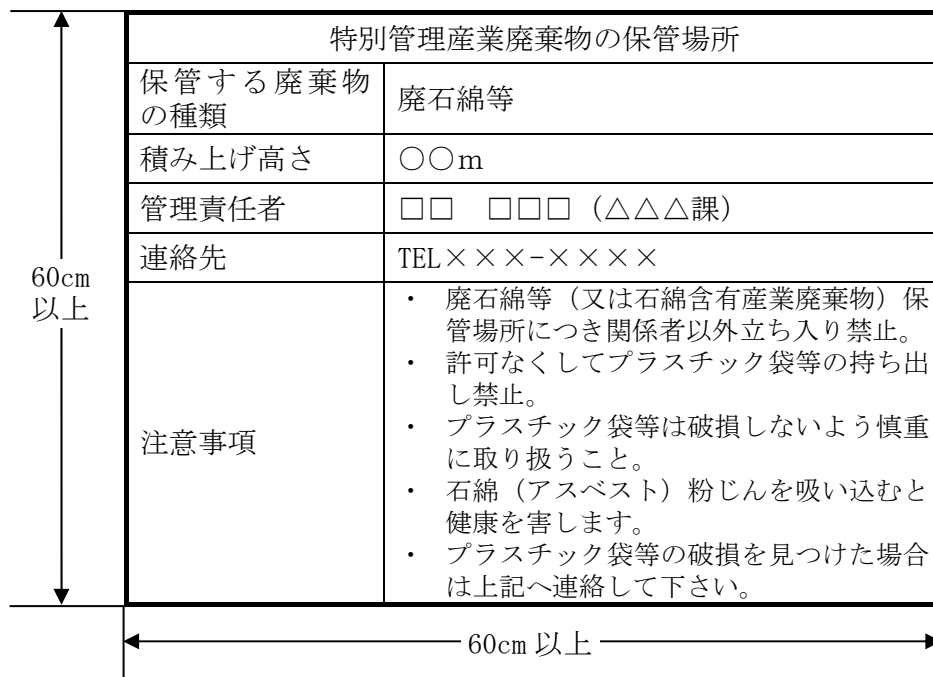 特別管理産業廃棄物の保管場所
保管する廃棄物
の種類
廃石綿等
積み上げ高さ
○○m
管理責任者
□□　□□□（△△△課）
連絡先
TEL×××-××××
注意事項
・　廃石綿等（又は石綿含有産業廃棄物）保
管場所につき関係者以外立ち入り禁止。
・　許可なくしてプラスチック袋等の持ち出
し禁止。
・　プラスチック袋等は破損しないよう慎重
に取り扱うこと。
・　石綿（アスベスト）粉じんを吸い込むと
健康を害します。
・　プラスチック袋等の破損を見つけた場合
は上記へ連絡して下さい。
60cm
以上
60cm 以上